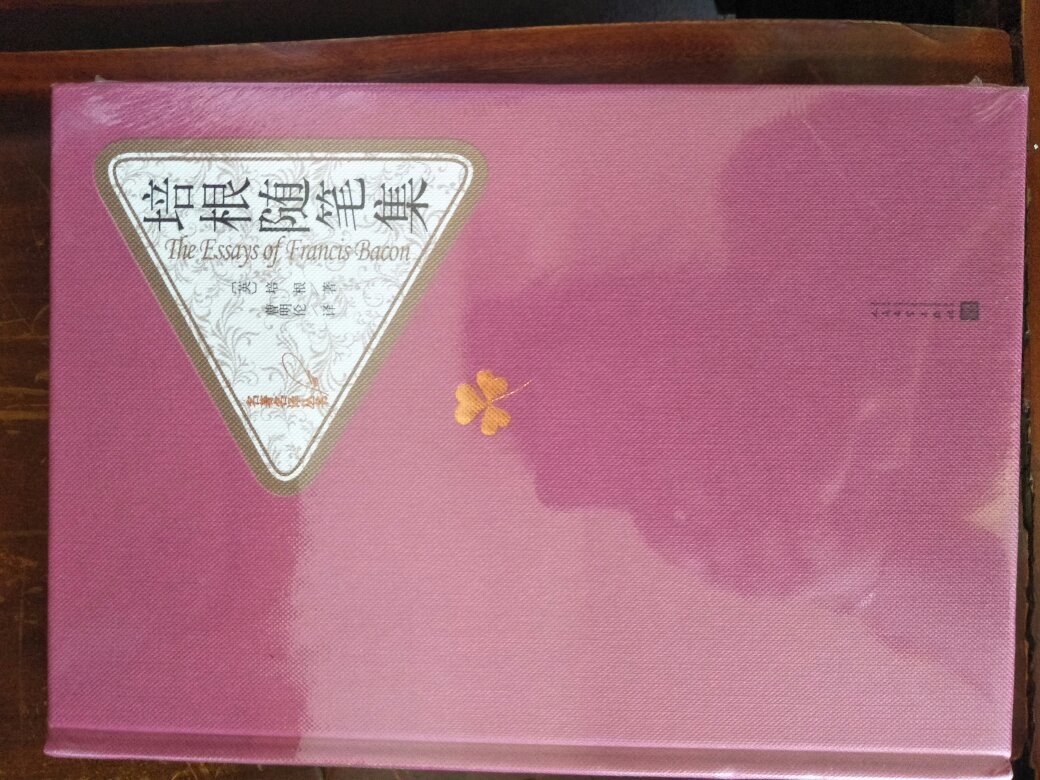 培根随笔集
The Essays of Francis Bacon
〔英〕培 根 著
曹明伦 译
名著名译丛书